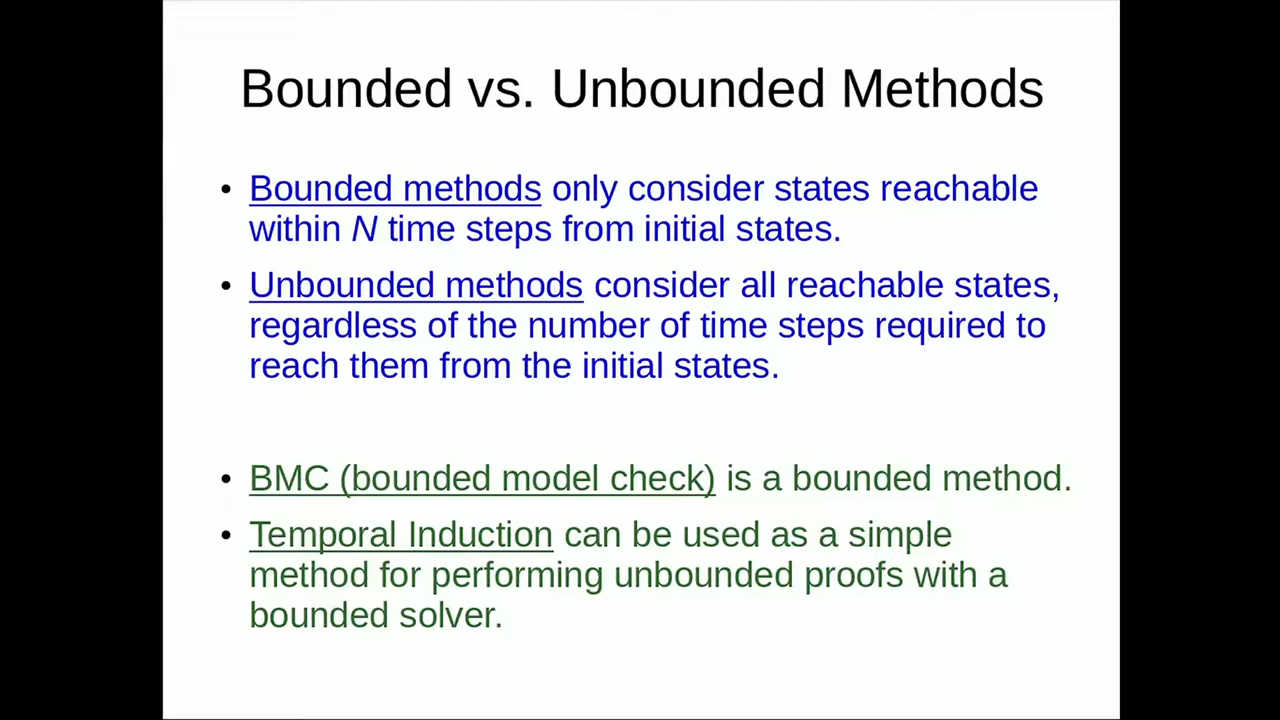 Bounded vs. Unbounded Methods
• Bounded methods only consider states reachable
within N time steps from initial states.
• Unbounded methods consider all reachable states,
regardless of the number of time steps required to
reach them from the initial states.
• BMC (bounded model check) is a bounded method.
• Temporal Induction can be used as a simple
method for performing unbounded proofs with a
bounded solver.